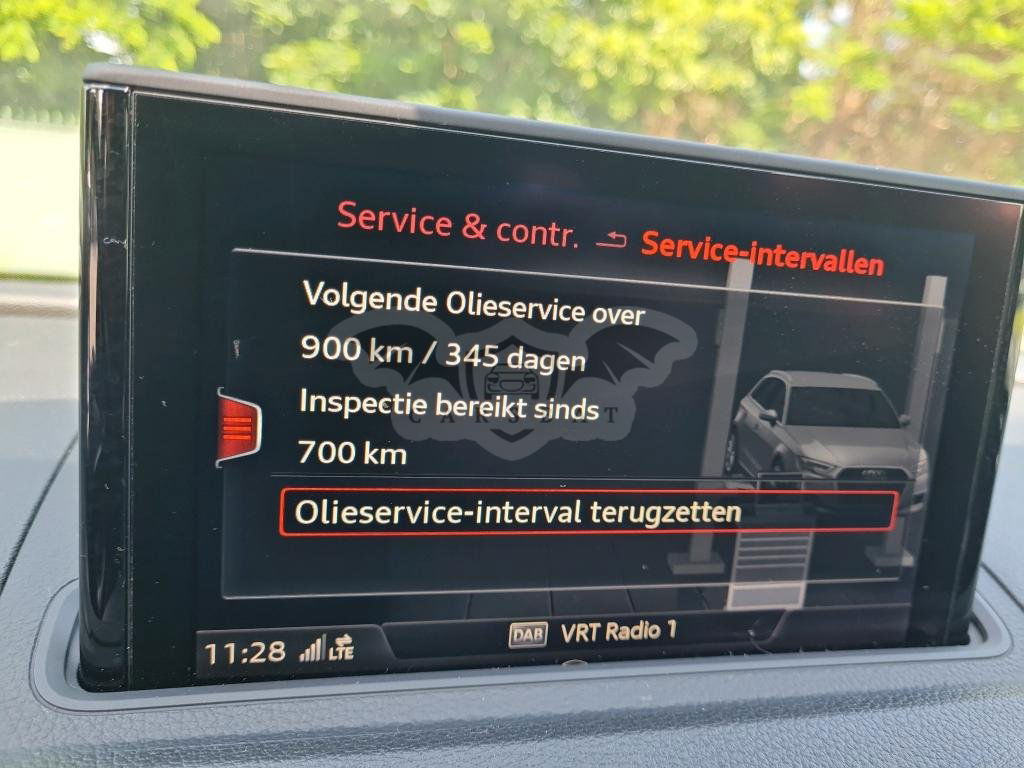 Service & contr. Service-intervallen
Volgende Olieservice over
900 km / 345 dagen
Inspectie bereikt sinds
700 km
CARSDAT
Olieservice-interval terugzetten
11:28 LTE DAB VRT Radio 1